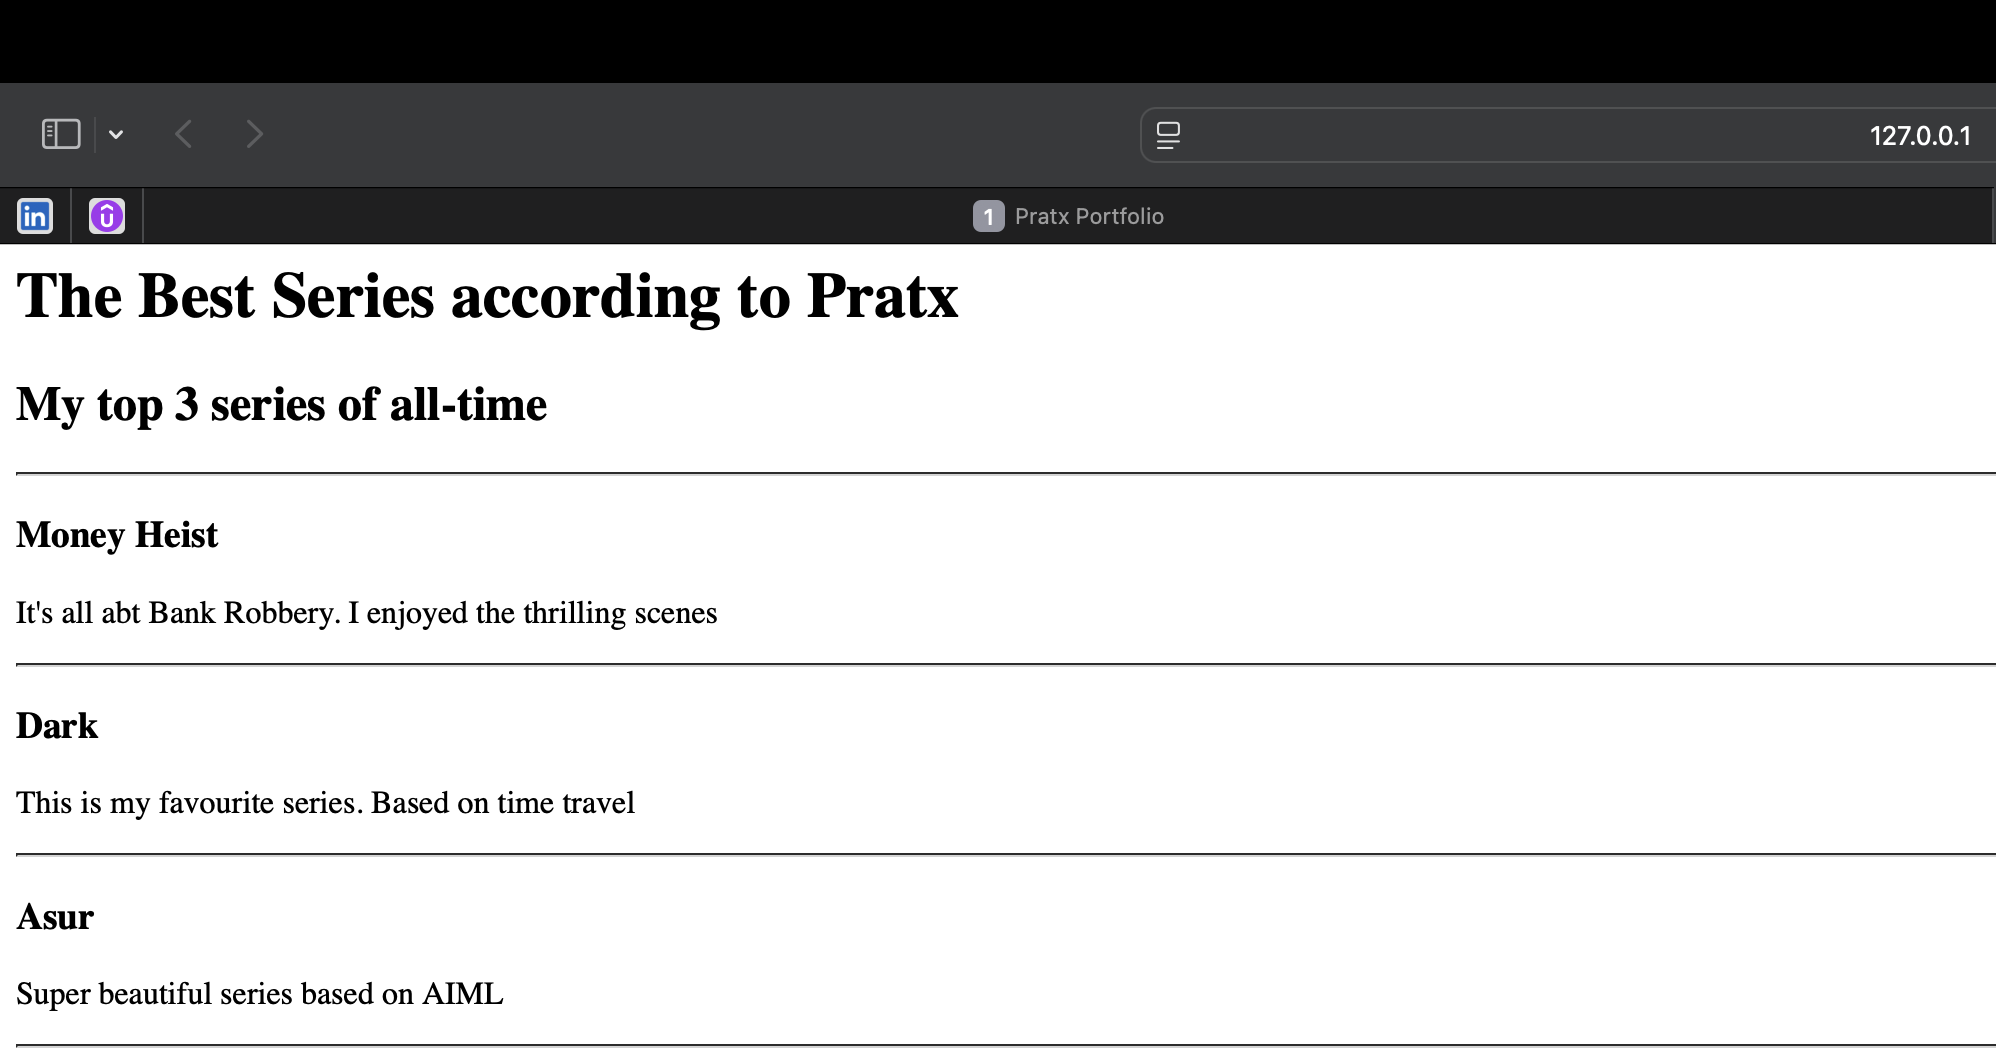 127.0.0.1
in
1 Pratx Portfolio
The Best Series according to Pratx
My top 3 series of all-time
Money Heist
It's all abt Bank Robbery. I enjoyed the thrilling scenes
Dark
This is my favourite series. Based on time travel
Asur
Super beautiful series based on AIML